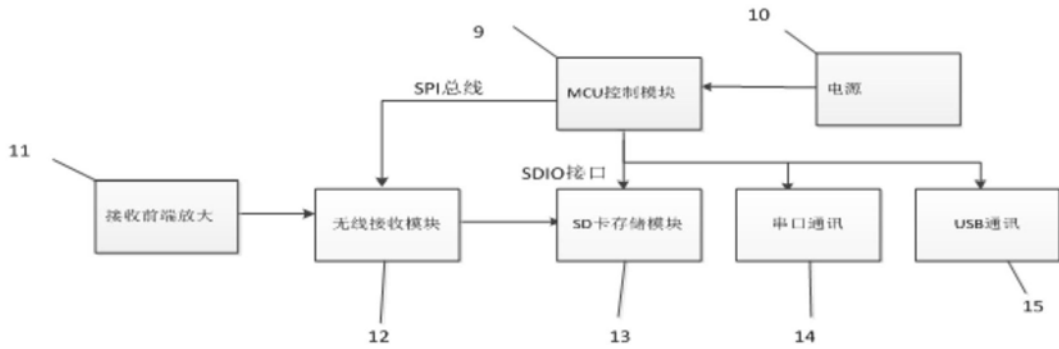 9
10
SPI总线
MCU控制模块
电源
11
SDIO接口
接收前端放大
无线接收模块
SD卡存储模块
串口通讯
USB通讯
12
13
14
15